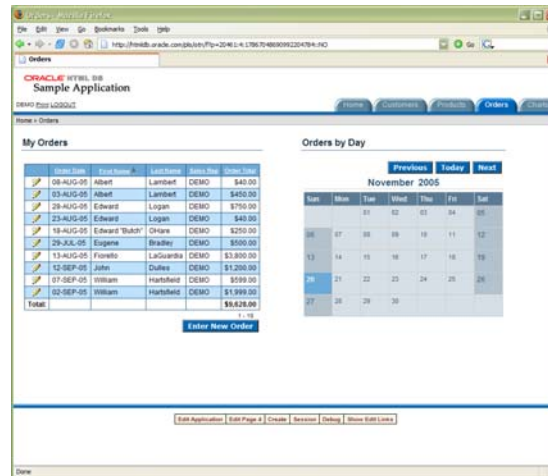 Orders - Mozilla Firefox
File Edit View Go Bookmarks Tools Help
Go
Orders
ORACLE HTML DB
Sample Application
DEMO Print LOGOUT
Home Customers Products Orders Charts
Home > Orders
My Orders
Order Date First Name Last Name Sales Rep Order Total
08-AUG-05 Albert Lambert DEMO $40.00
03-AUG-05 Albert Lambert DEMO $450.00
29-AUG-05 Edward Logan DEMO $750.00
23-AUG-05 Edward Logan DEMO $40.00
18-AUG-05 Edward "Butch" OHare DEMO $250.00
29-JUL-05 Eugene Bradley DEMO $500.00
13-AUG-05 Fiorello LaGuardia DEMO $3,800.00
12-SEP-05 John Dulles DEMO $1,200.00
07-SEP-05 William Hartsfield DEMO $599.00
02-SEP-05 William Hartsfield DEMO $1,999.00
Total: $9,628.00
1 - 10
Enter New Order
Orders by Day
Previous Today Next
November 2005
Sun Mon Tue Wed Thu Fri Sat
01 02 03 04 05
06 07 08 09 10 11 12
13 14 15 16 17 18 19
20 21 22 23 24 25 26
27 28 29 30
Edit Application Edit Page 4 Create Session Debug Show Edit Links
Done